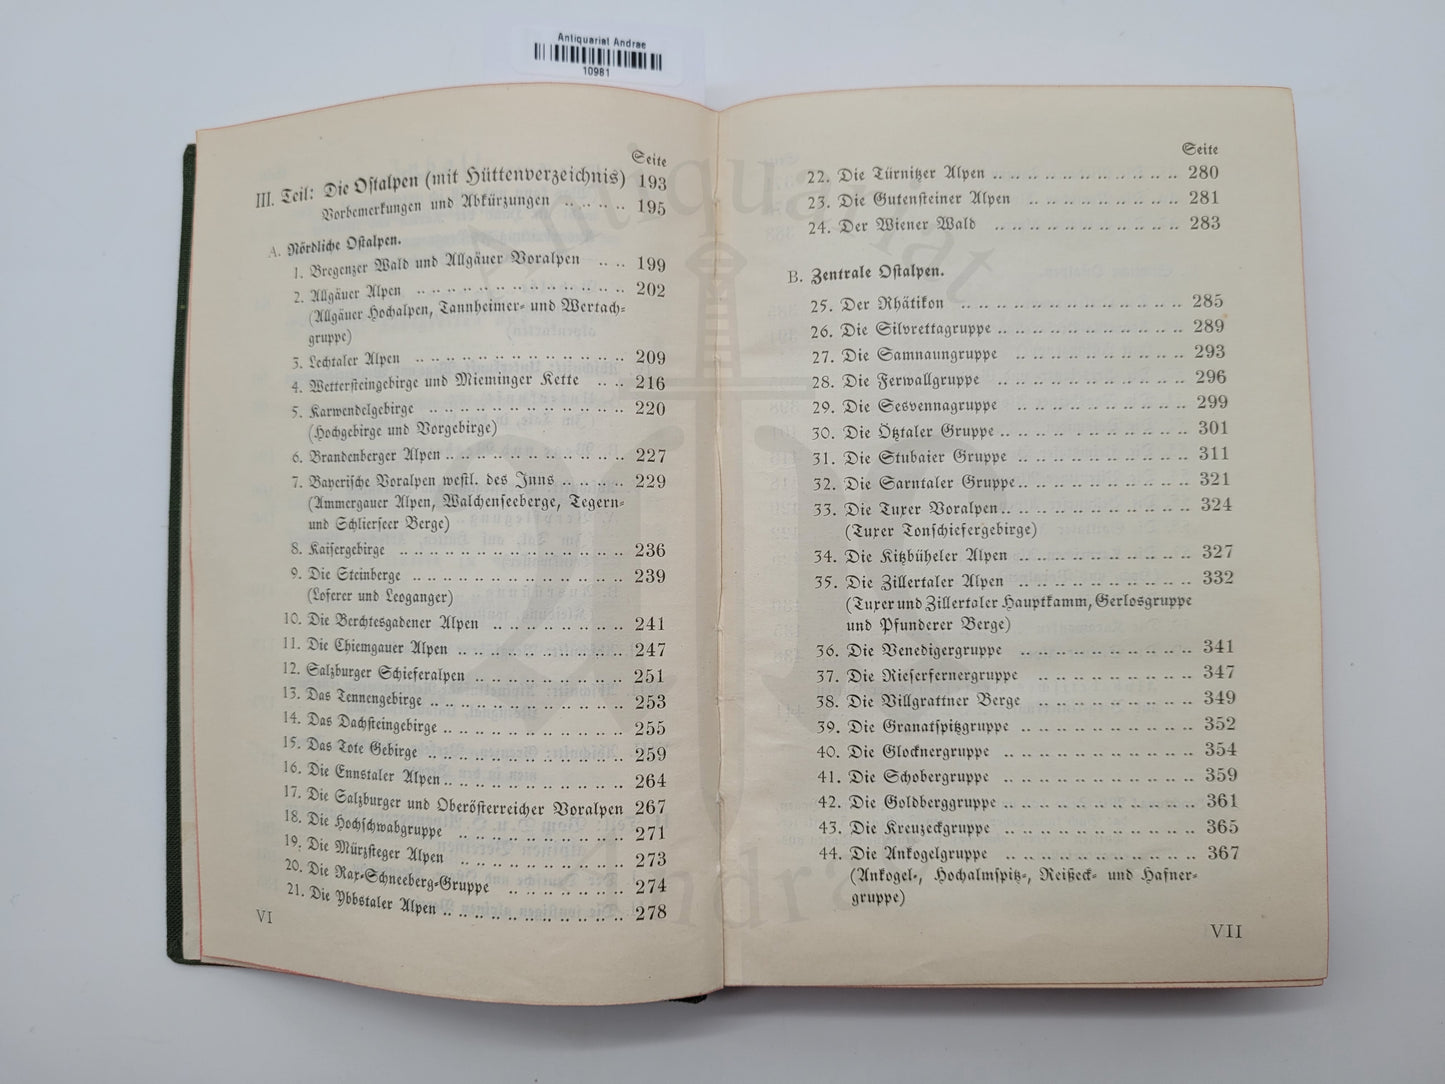 Antiquariat Andrae
10981
Seite
III. Teil: Die Ostalpen (mit Hüttenverzeichnis) 193
Vorbemerkungen und Abkürzungen .. .. .. .. 195
A. Nördliche Ostalpen.
1. Bregenzer Wald und Allgäuer Voralpen .. .. 199
2. Allgäuer Alpen .. .. .. .. .. .. .. .. .. .. .. .. .. 202
(Allgäuer Hochalpen, Tannheimer- und Wertach-
gruppe)
3. Lechtaler Alpen .. .. .. .. .. .. .. .. .. .. .. .. .. 209
4. Wettersteingebirge und Mieminger Kette .. .. 216
5. Karwendelgebirge .. .. .. .. .. .. .. .. .. .. .. .. 220
(Hochgebirge und Vorgebirge)
6. Brandenberger Alpen .. .. .. .. .. .. .. .. .. .. .. 227
7. Bayerische Voralpen westl. des Inns .. .. .. .. 229
(Ammergauer Alpen, Walchenseeberge, Tegern-
und Schlierseer Berge)
8. Kaisergebirge .. .. .. .. .. .. .. .. .. .. .. .. .. .. 236
9. Die Steinberge .. .. .. .. .. .. .. .. .. .. .. .. .. 239
(Loferer und Leoganger)
10. Die Berchtesgadener Alpen .. .. .. .. .. .. .. .. 241
11. Die Chiemgauer Alpen .. .. .. .. .. .. .. .. .. .. 247
12. Salzburger Schieferalpen .. .. .. .. .. .. .. .. .. 251
13. Das Tennengebirge .. .. .. .. .. .. .. .. .. .. .. .. 253
14. Das Dachsteingebirge .. .. .. .. .. .. .. .. .. .. .. 255
15. Das Tote Gebirge .. .. .. .. .. .. .. .. .. .. .. .. 259
16. Die Ennstaler Alpen .. .. .. .. .. .. .. .. .. .. .. 264
17. Die Salzburger und Oberösterreicher Voralpen 267
18. Die Hochschwabgruppe .. .. .. .. .. .. .. .. .. .. .. 271
19. Die Mürzsteger Alpen .. .. .. .. .. .. .. .. .. .. .. 273
20. Die Rax-Schneeberg-Gruppe .. .. .. .. .. .. .. 274
21. Die Ybbstaler Alpen .. .. .. .. .. .. .. .. .. .. .. 278
VI
Seite
22. Die Türnitzer Alpen .. .. .. .. .. .. .. .. .. .. .. 280
23. Die Gutensteiner Alpen .. .. .. .. .. .. .. .. .. 281
24. Der Wiener Wald .. .. .. .. .. .. .. .. .. .. .. 283
B. Zentrale Ostalpen.
25. Der Rhätikon .. .. .. .. .. .. .. .. .. .. .. .. .. 285
26. Die Silvrettagruppe .. .. .. .. .. .. .. .. .. .. .. 289
27. Die Samnaungruppe .. .. .. .. .. .. .. .. .. .. 293
28. Die Ferwallgruppe .. .. .. .. .. .. .. .. .. .. .. 296
29. Die Sesvennagruppe .. .. .. .. .. .. .. .. .. .. 299
30. Die Ötztaler Gruppe .. .. .. .. .. .. .. .. .. .. .. 301
31. Die Stubaier Gruppe .. .. .. .. .. .. .. .. .. .. 311
32. Die Sarntaler Gruppe .. .. .. .. .. .. .. .. .. .. 321
33. Die Tuxer Voralpen .. .. .. .. .. .. .. .. .. .. .. 324
(Tuxer Tonschiefergebirge)
34. Die Kitzbüheler Alpen .. .. .. .. .. .. .. .. .. .. 327
35. Die Zillertaler Alpen .. .. .. .. .. .. .. .. .. .. 332
(Tuxer und Zillertaler Hauptkamm, Gerlosgruppe
und Pfunderer Berge)
36. Die Venedigergruppe .. .. .. .. .. .. .. .. .. .. 341
37. Die Rieserfernergruppe .. .. .. .. .. .. .. .. .. 347
38. Die Villgrattner Berge .. .. .. .. .. .. .. .. .. 349
39. Die Granatspitzgruppe .. .. .. .. .. .. .. .. .. .. 352
40. Die Glocknergruppe .. .. .. .. .. .. .. .. .. .. .. 354
41. Die Schobergruppe .. .. .. .. .. .. .. .. .. .. .. 359
42. Die Goldberggruppe .. .. .. .. .. .. .. .. .. .. .. 361
43. Die Kreuzeckgruppe .. .. .. .. .. .. .. .. .. .. .. 365
44. Die Ankogelgruppe .. .. .. .. .. .. .. .. .. .. .. 367
(Ankogel-, Hochalmspitz-, Reißeck- und Hafner-
gruppe)
VII
Antiquariat
Andrae